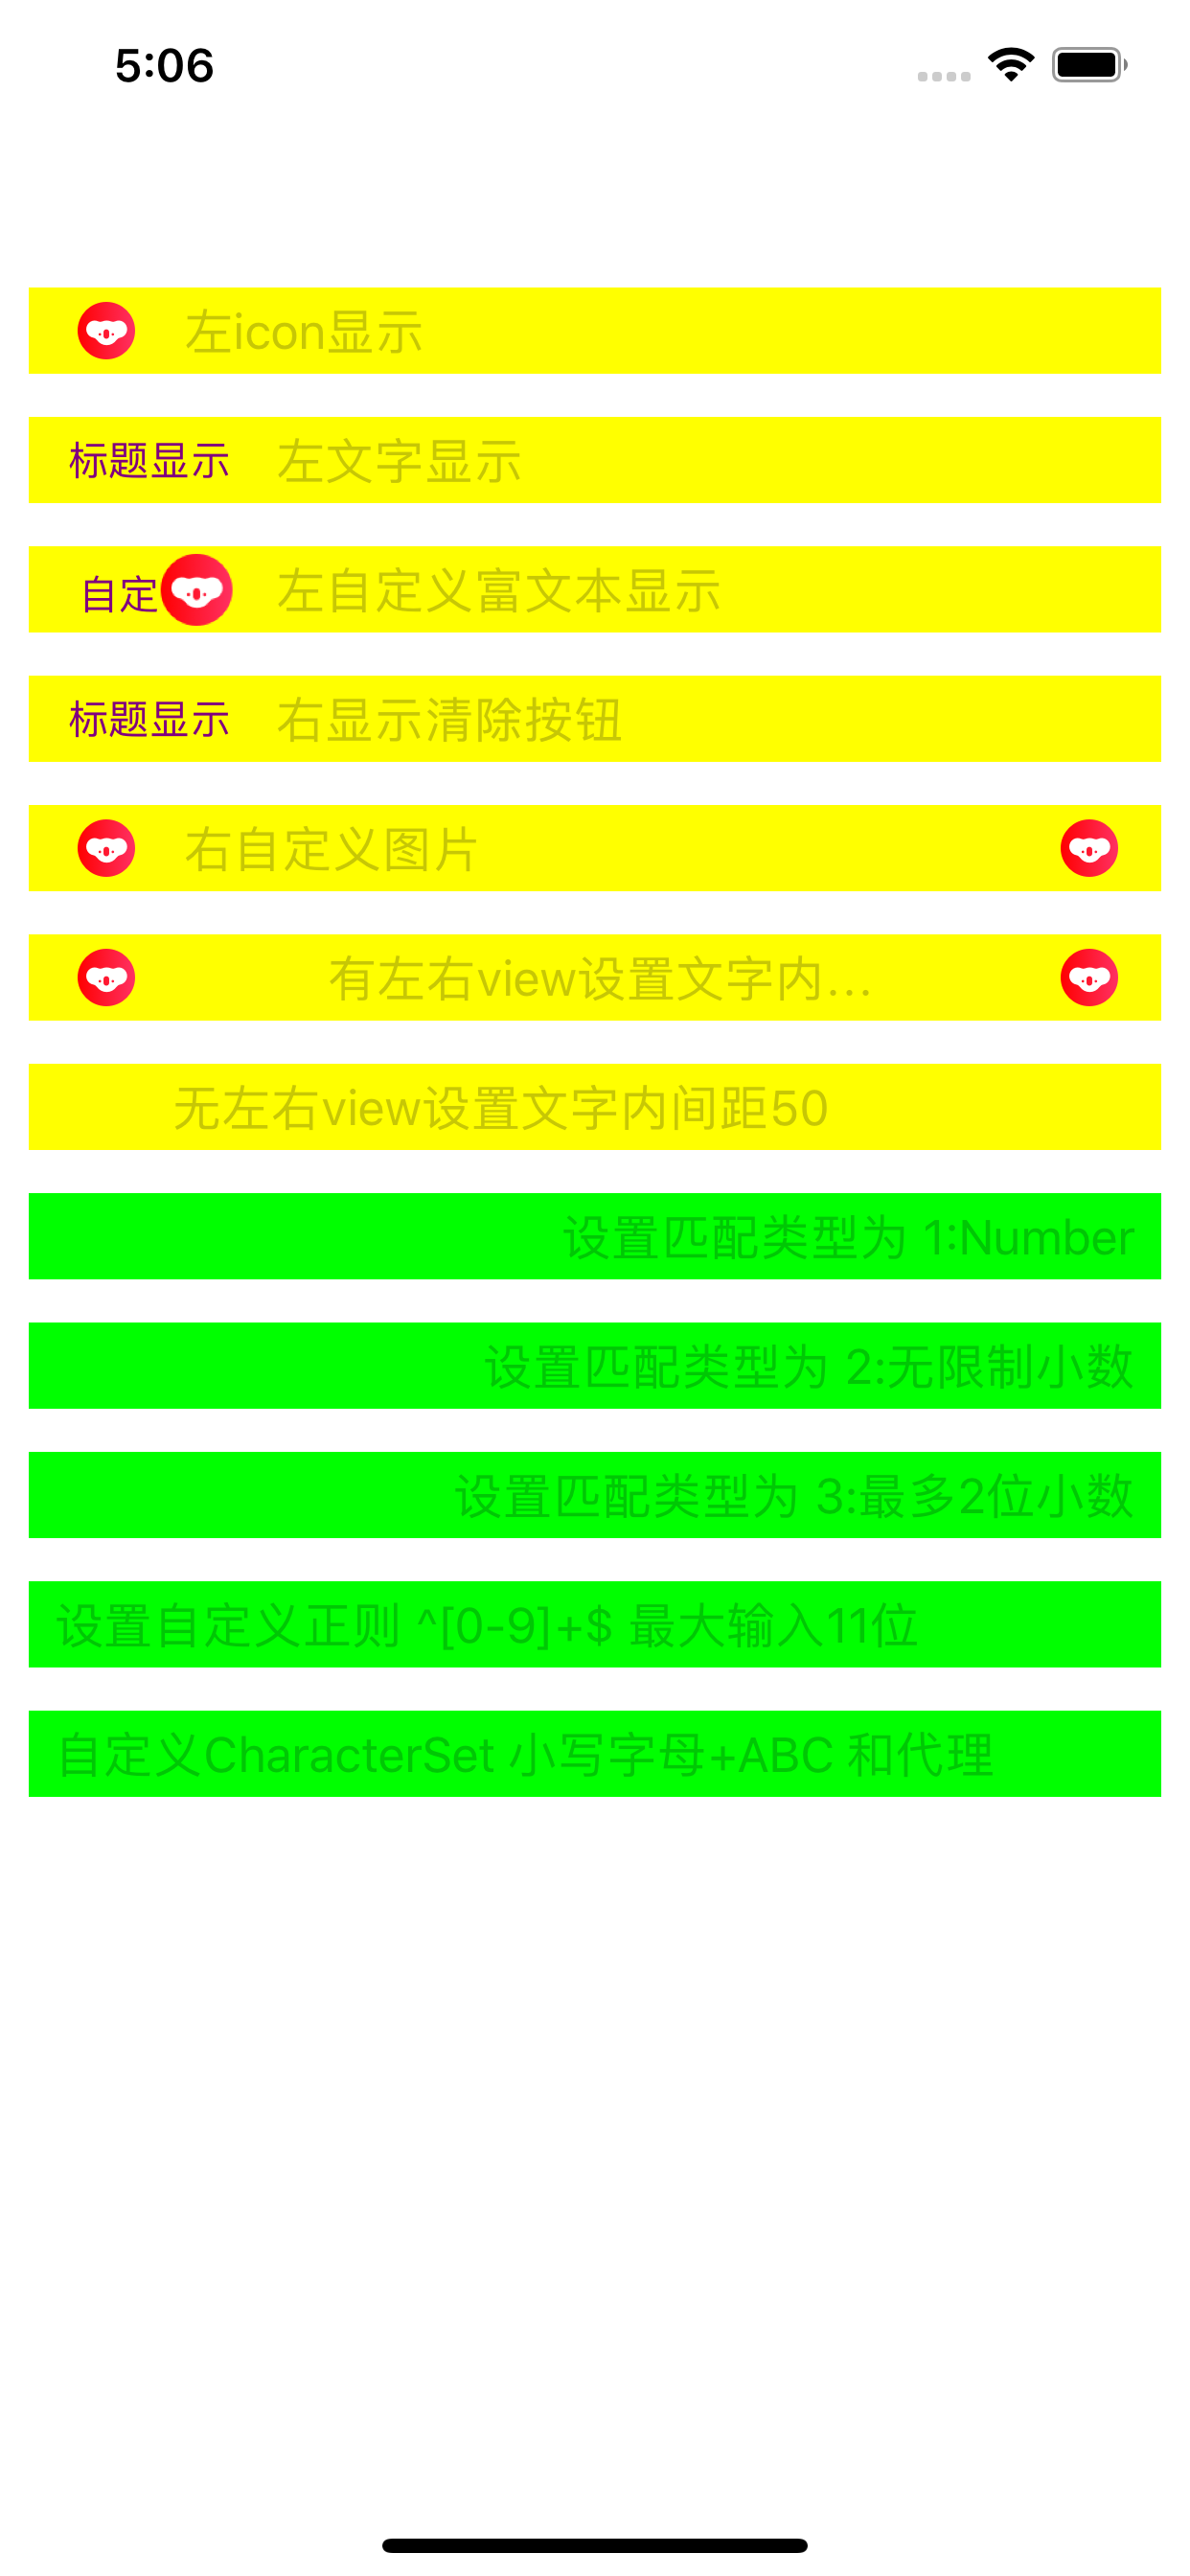 5:06
左icon显示
标题显示 左文字显示
自定 左自定义富文本显示
标题显示 右显示清除按钮
右自定义图片
有左右view设置文字内...
无左右view设置文字内间距50
设置匹配类型为 1:Number
设置匹配类型为 2:无限制小数
设置匹配类型为 3:最多2位小数
设置自定义正则 ^[0-9]+$ 最大输入11位
自定义CharacterSet 小写字母+ABC 和代理